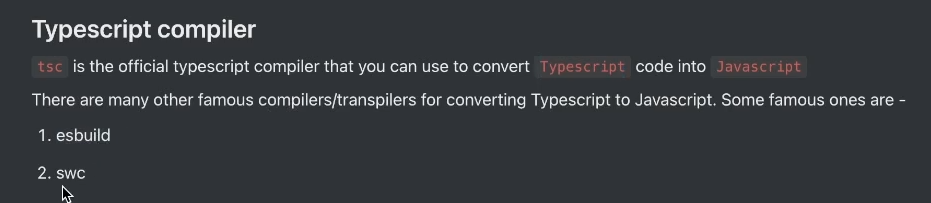 Typescript compiler
tsc is the official typescript compiler that you can use to convert Typescript code into Javascript
There are many other famous compilers/transpilers for converting Typescript to Javascript. Some famous ones are -
1. esbuild
2. swc